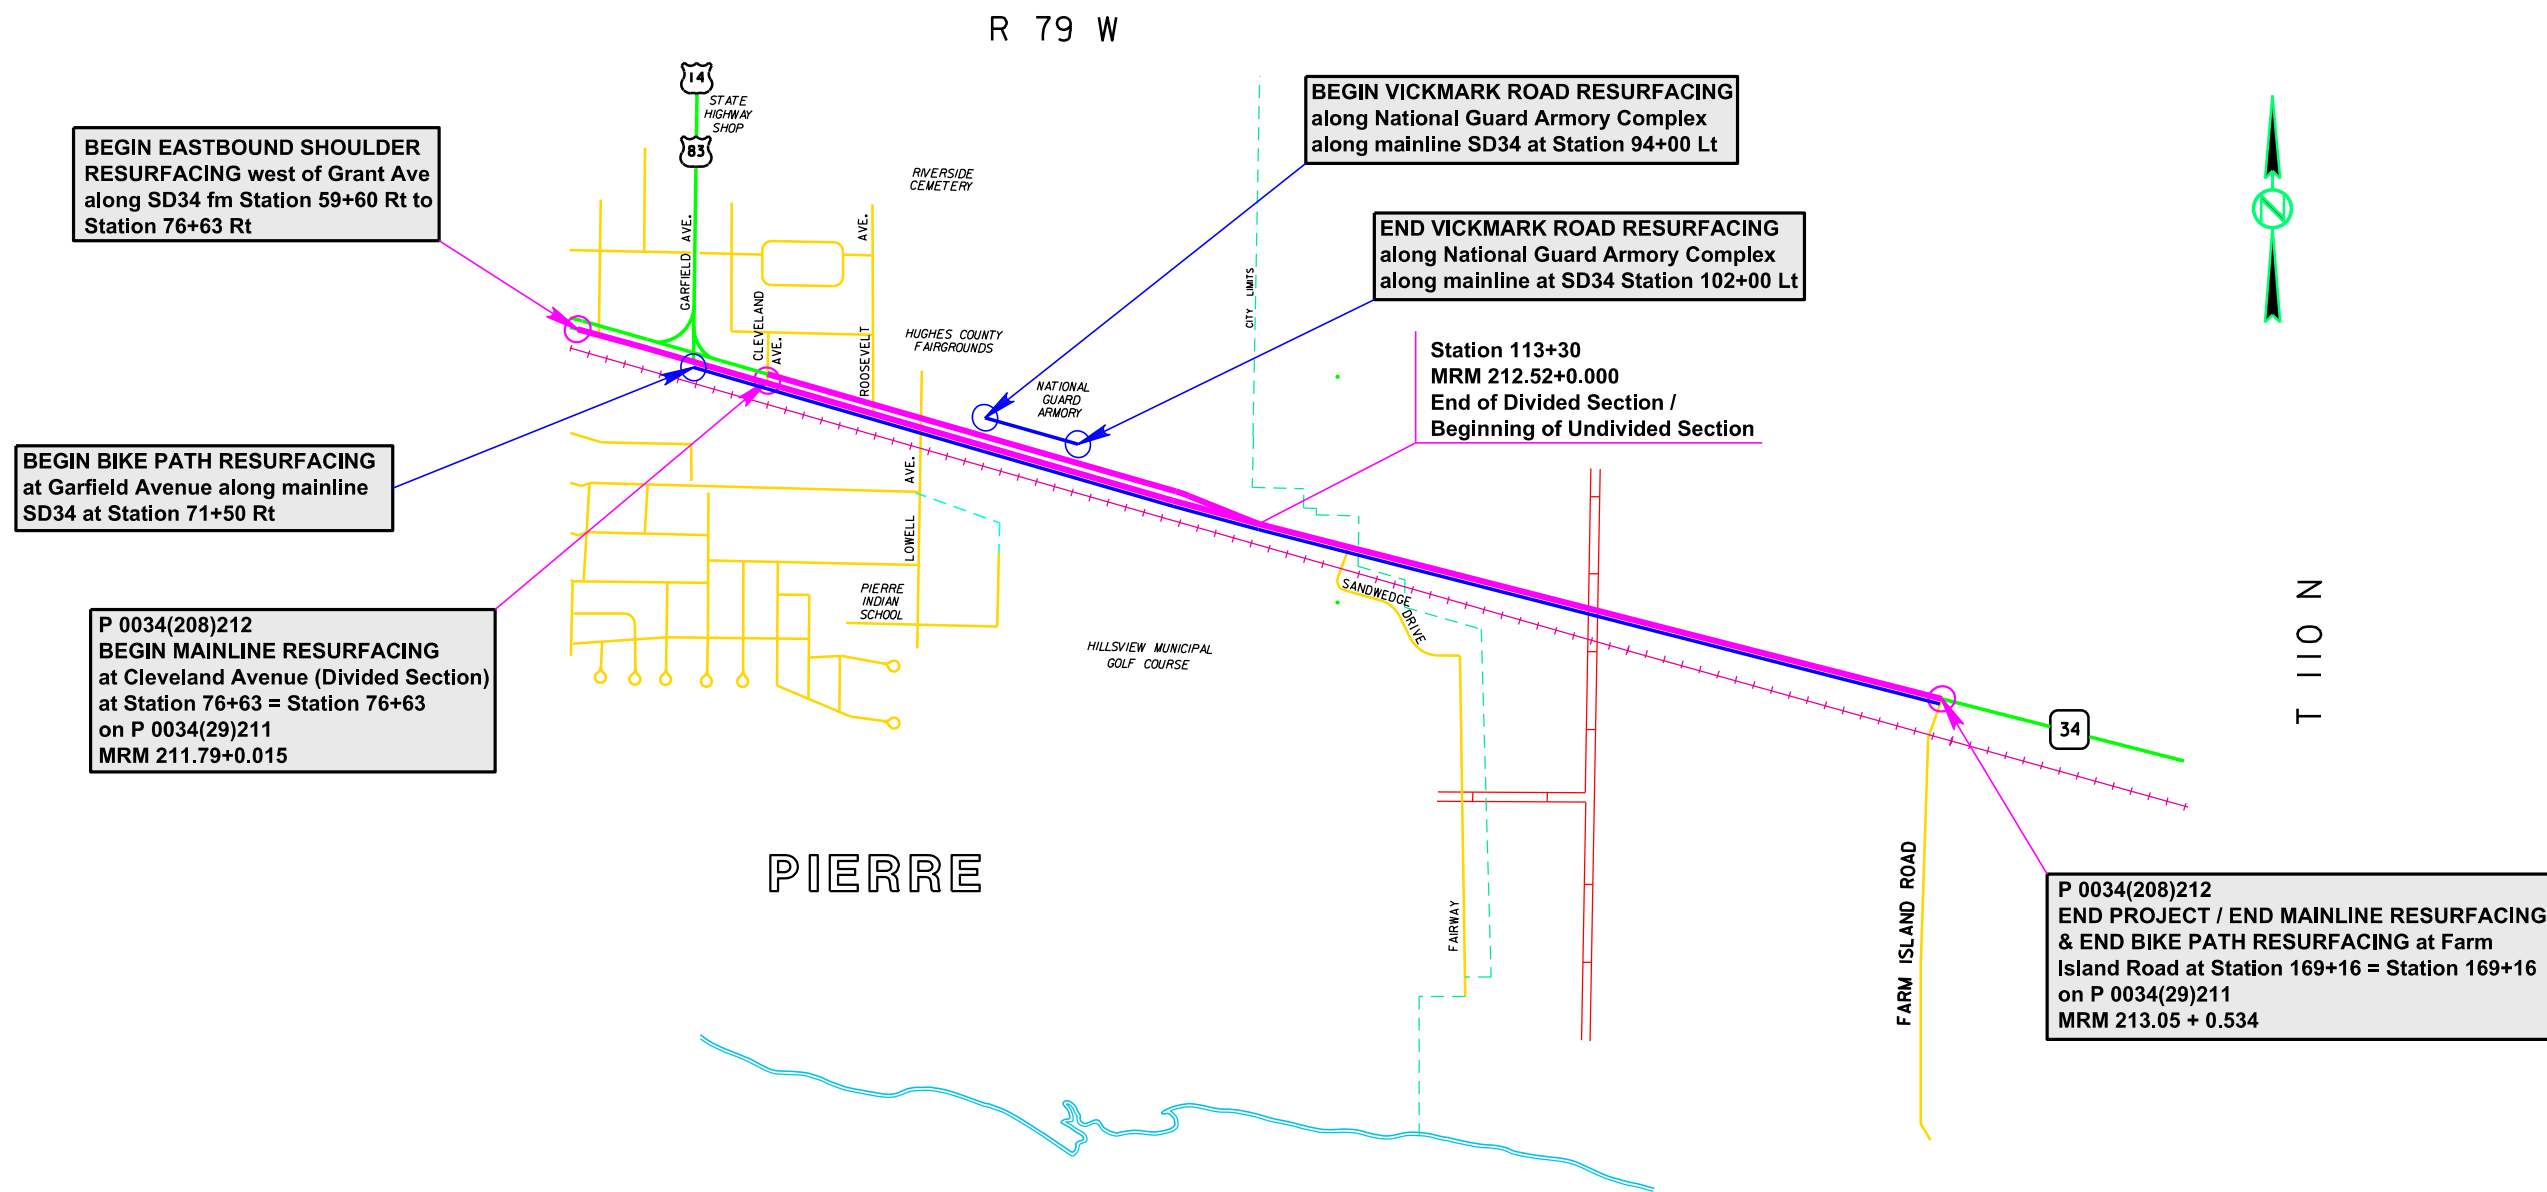 R 79 W
14
STATE
HIGHWAY
SHOP
83
BEGIN EASTBOUND SHOULDER
RESURFACING west of Grant Ave
along SD34 fm Station 59+60 Rt to
Station 76+63 Rt
BEGIN VICKMARK ROAD RESURFACING
along National Guard Armory Complex
along mainline SD34 at Station 94+00 Lt
RIVERSIDE
CEMETERY
END VICKMARK ROAD RESURFACING
along National Guard Armory Complex
along mainline at SD34 Station 102+00 Lt
N
GARFIELD AVE.
CLEVELAND
AVE.
ROOSEVELT AVE.
HUGHES COUNTY
FAIRGROUNDS
CITY LIMITS
NATIONAL
GUARD
ARMORY
Station 113+30
MRM 212.52+0.000
End of Divided Section /
Beginning of Undivided Section
BEGIN BIKE PATH RESURFACING
at Garfield Avenue along mainline
SD34 at Station 71+50 Rt
LOWELL AVE.
PIERRE
INDIAN
SCHOOL
SANDWEDGE
DRIVE
HILLSVIEW MUNICIPAL
GOLF COURSE
T 110 N
P 0034(208)212
BEGIN MAINLINE RESURFACING
at Cleveland Avenue (Divided Section)
at Station 76+63 = Station 76+63
on P 0034(29)211
MRM 211.79+0.015
34
PIERRE
FAIRWAY
FARM ISLAND ROAD
P 0034(208)212
END PROJECT / END MAINLINE RESURFACING
& END BIKE PATH RESURFACING at Farm
Island Road at Station 169+16 = Station 169+16
on P 0034(29)211
MRM 213.05 + 0.534